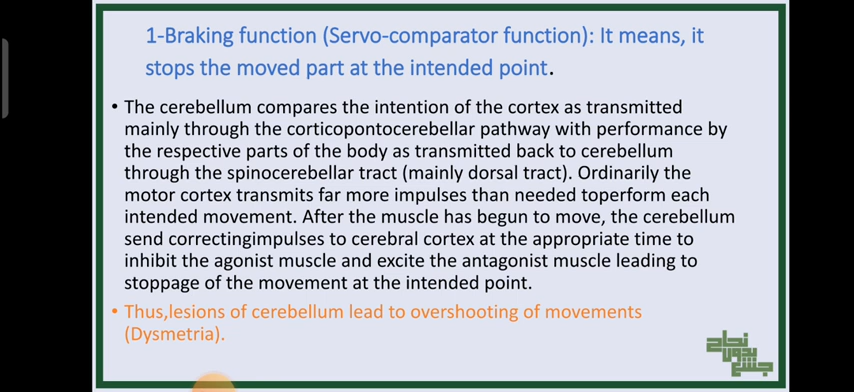 1-Braking function (Servo-comparator function): It means, it
stops the moved part at the intended point.
• The cerebellum compares the intention of the cortex as transmitted
mainly through the corticopontocerebellar pathway with performance by
the respective parts of the body as transmitted back to cerebellum
through the spinocerebellar tract (mainly dorsal tract). Ordinarily the
motor cortex transmits far more impulses than needed toperform each
intended movement. After the muscle has begun to move, the cerebellum
send correctingimpulses to cerebral cortex at the appropriate time to
inhibit the agonist muscle and excite the antagonist muscle leading to
stoppage of the movement at the intended point.
• Thus,lesions of cerebellum lead to overshooting of movements
(Dysmetria).
نجاح
بدون
جشع